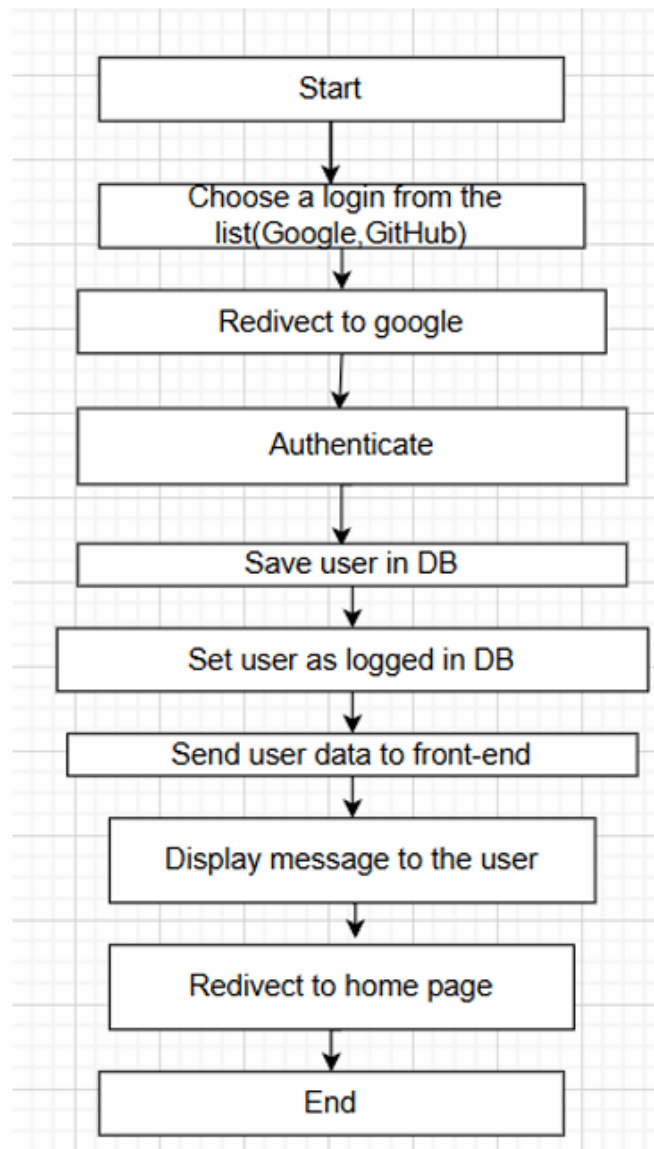 Start
Choose a login from the
list(Google,GitHub)
Redivect to google
Authenticate
Save user in DB
Set user as logged in DB
Send user data to front-end
Display message to the user
Redivect to home page
End